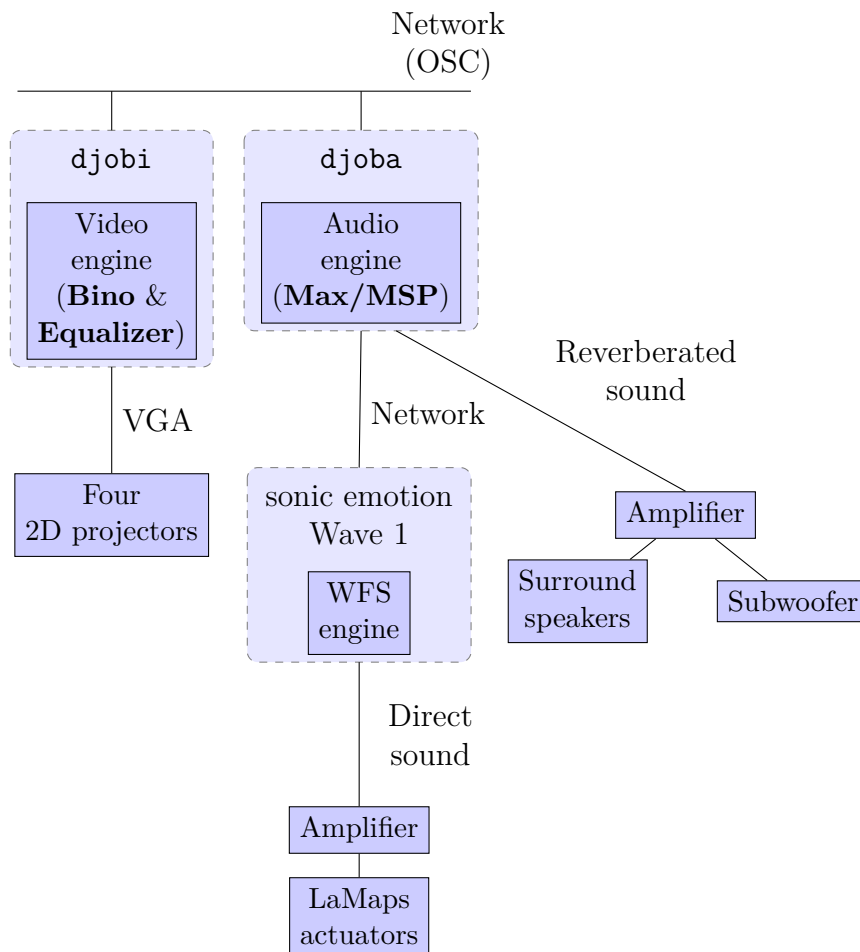 Network
(OSC)
djobi
djoba
Video
engine
(Bino &
Equalizer)
Audio
engine
(Max/MSP)
Reverberated
sound
VGA
Network
Four
2D projectors
sonic emotion
Wave 1
WFS
engine
Amplifier
Surround
speakers
Subwoofer
Direct
sound
Amplifier
LaMaps
actuators